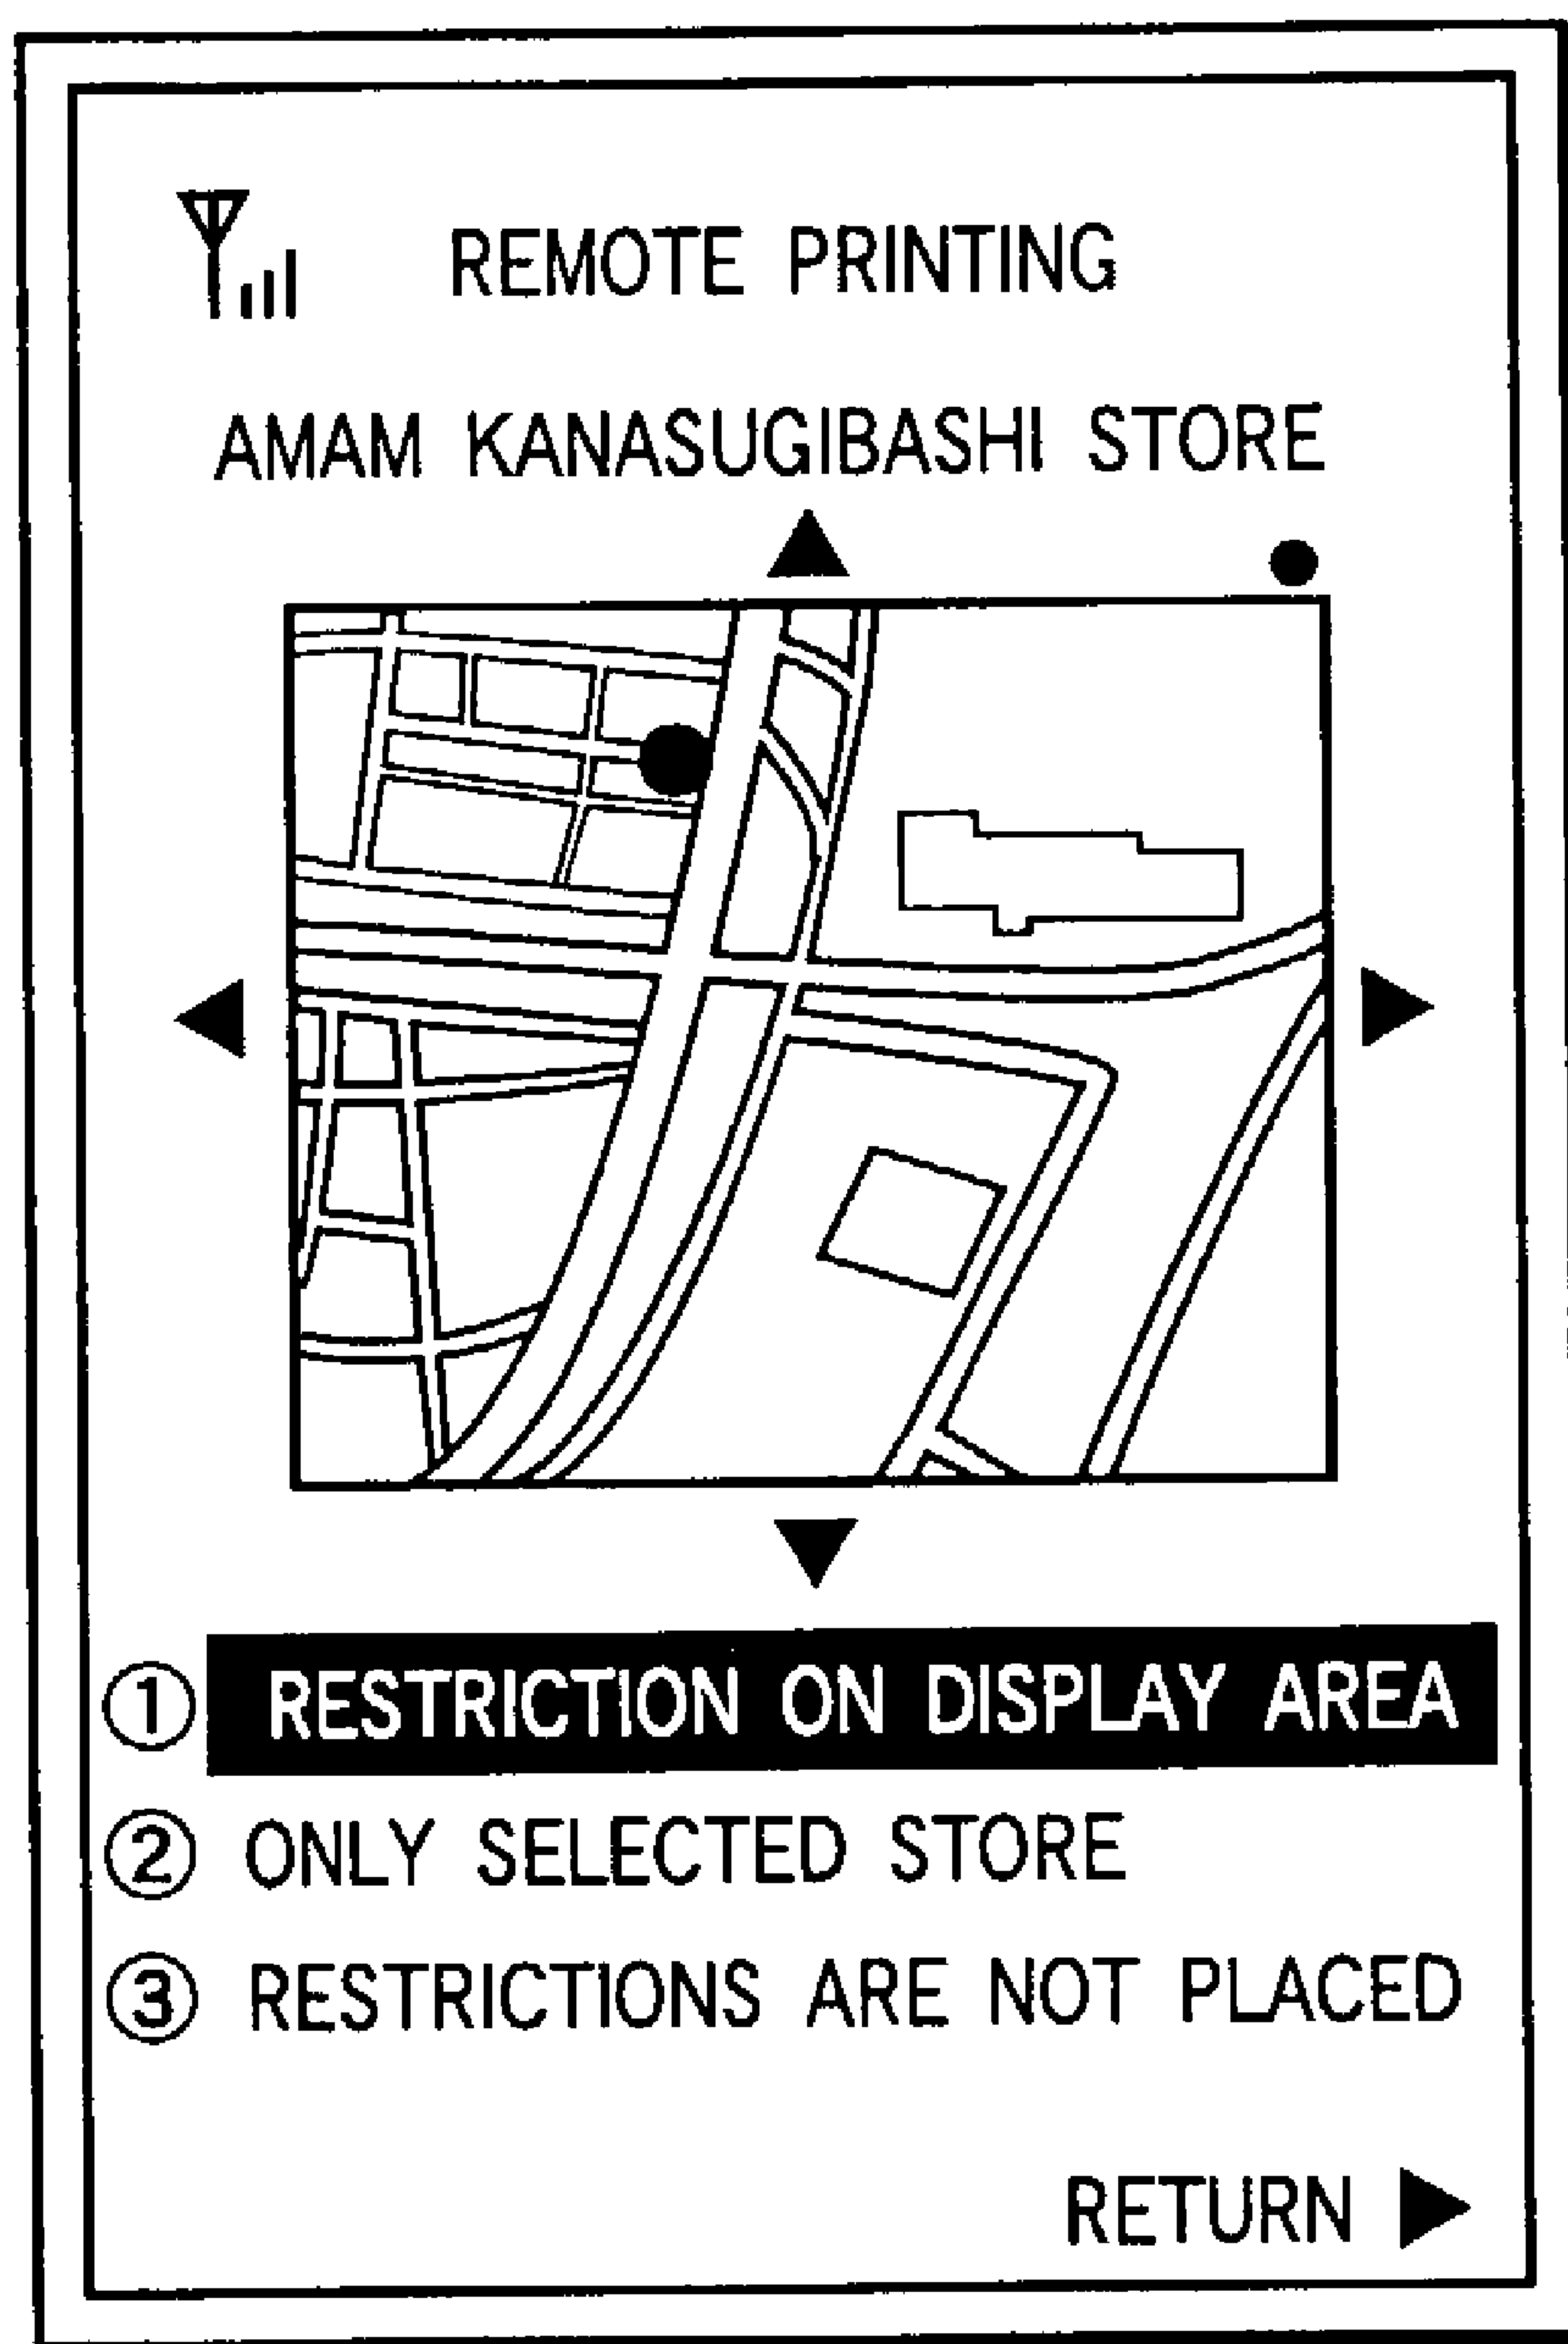 REMOTE PRINTING
AMAM KANASUGIBASHI STORE
① RESTRICTION ON DISPLAY AREA
② ONLY SELECTED STORE
③ RESTRICTIONS ARE NOT PLACED
RETURN ▶